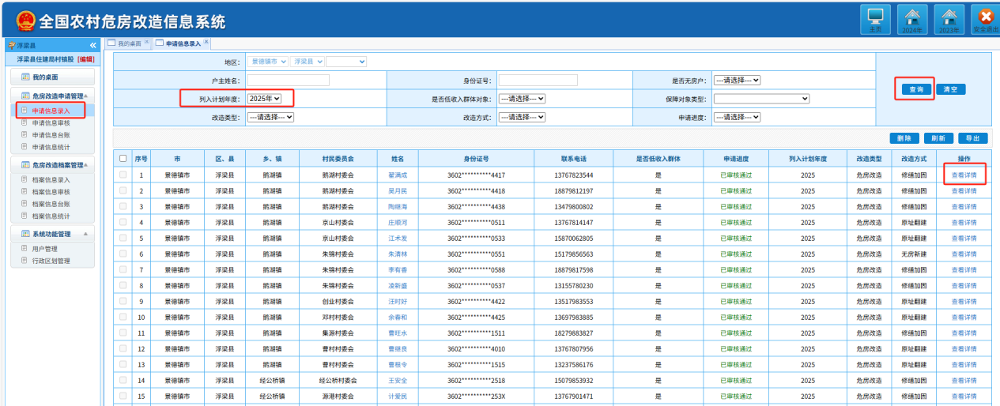 全国农村危房改造信息系统
主页 2024年 2023年 安全退出
浮梁县 «
浮梁县住建局村镇股 [编辑]
我的桌面
危房改造申请管理
申请信息录入
申请信息审核
申请信息台账
申请信息统计
危房改造档案管理
档案信息录入
档案信息审核
档案信息台账
档案信息统计
系统功能管理
用户管理
行政区划管理
我的桌面 申请信息录入
地区： 景德镇市 浮梁县
户主姓名： 身份证号： 是否无房户： ---请选择---
列入计划年度： 2025年 是否低收入群体对象： ---请选择--- 保障对象类型：
改造类型： ---请选择--- 改造方式： ---请选择--- 申请进度： ---请选择---
查询 清空
删除 刷新 导出
序号 市 区、县 乡、镇 村民委员会 姓名 身份证号 联系电话 是否低收入群体 申请进度 列入计划年度 改造类型 改造方式 操作
1 景德镇市 浮梁县 鹅湖镇 鹅湖村委会 翟满成 3602**********4417 13767823544 是 已审核通过 2025 危房改造 修缮加固 查看详情
2 景德镇市 浮梁县 鹅湖镇 鹅湖村委会 吴月民 3602**********4418 18879812197 是 已审核通过 2025 危房改造 修缮加固 查看详情
3 景德镇市 浮梁县 鹅湖镇 鹅湖村委会 陶继海 3602**********4438 13479800802 是 已审核通过 2025 危房改造 修缮加固 查看详情
4 景德镇市 浮梁县 鹅湖镇 京山村委会 庄顺河 3602**********0511 13767814147 是 已审核通过 2025 危房改造 原址翻建 查看详情
5 景德镇市 浮梁县 鹅湖镇 京山村委会 江术发 3602**********0533 15870062805 是 已审核通过 2025 危房改造 原址翻建 查看详情
6 景德镇市 浮梁县 鹅湖镇 朱锦村委会 朱清林 3602**********0551 15179856563 是 已审核通过 2025 危房改造 无房新建 查看详情
7 景德镇市 浮梁县 鹅湖镇 朱锦村委会 李有香 3602**********0588 18879817598 是 已审核通过 2025 危房改造 修缮加固 查看详情
8 景德镇市 浮梁县 鹅湖镇 朱锦村委会 凌新盛 3602**********0537 13155780230 是 已审核通过 2025 危房改造 修缮加固 查看详情
9 景德镇市 浮梁县 鹅湖镇 创业村委会 汪时好 3602**********4422 13517983553 是 已审核通过 2025 危房改造 原址翻建 查看详情
10 景德镇市 浮梁县 鹅湖镇 邓村村委会 余春和 3602**********4425 13697983885 是 已审核通过 2025 危房改造 原址翻建 查看详情
11 景德镇市 浮梁县 鹅湖镇 集源村委会 曹旺水 3602**********1511 18279883827 是 已审核通过 2025 危房改造 修缮加固 查看详情
12 景德镇市 浮梁县 鹅湖镇 曹村村委会 曹继良 3602**********4010 13767807956 是 已审核通过 2025 危房改造 原址翻建 查看详情
13 景德镇市 浮梁县 鹅湖镇 曹村村委会 曹根令 3602**********1515 13237586176 是 已审核通过 2025 危房改造 原址翻建 查看详情
14 景德镇市 浮梁县 经公桥镇 经公桥村委会 王安全 3602**********2518 15079853932 是 已审核通过 2025 危房改造 修缮加固 查看详情
15 景德镇市 浮梁县 经公桥镇 源港村委会 计爱民 3602**********253X 13767901471 是 已审核通过 2025 危房改造 修缮加固 查看详情